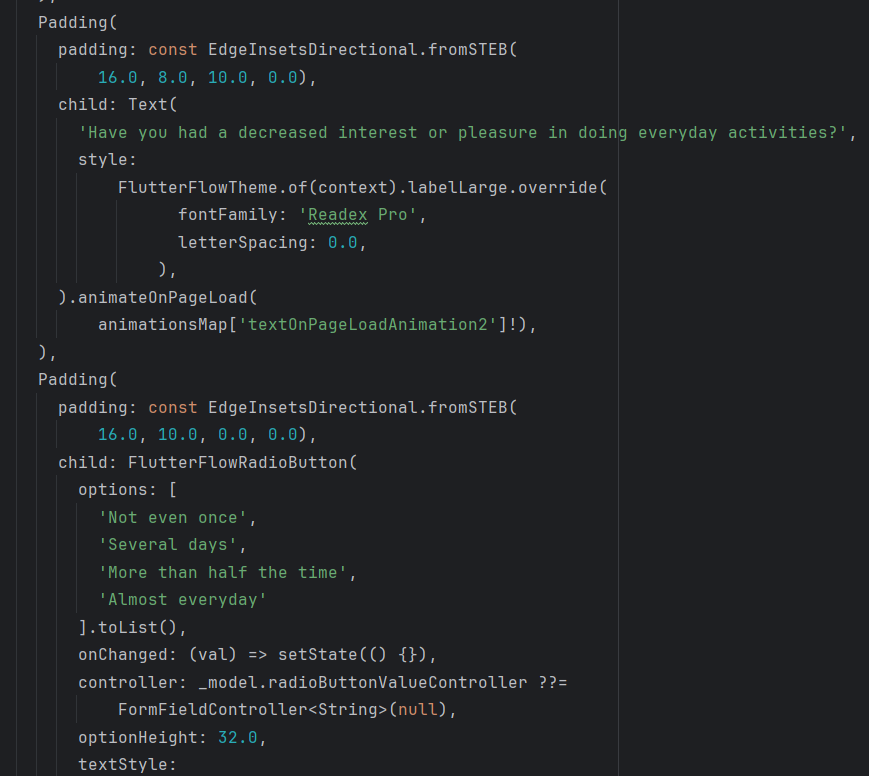 Padding(
padding: const EdgeInsetsDirectional.fromSTEB(
16.0, 8.0, 10.0, 0.0),
child: Text(
'Have you had a decreased interest or pleasure in doing everyday activities?',
style:
FlutterFlowTheme.of(context).labelLarge.override(
fontFamily: 'Readex Pro',
letterSpacing: 0.0,
),
).animateOnPageLoad(
animationsMap['textOnPageLoadAnimation2']!),
),
Padding(
padding: const EdgeInsetsDirectional.fromSTEB(
16.0, 10.0, 0.0, 0.0),
child: FlutterFlowRadioButton(
options: [
'Not even once',
'Several days',
'More than half the time',
'Almost everyday'
].toList(),
onChanged: (val) => setState(() {}),
controller: _model.radioButtonValueController ??=
FormFieldController<String>(null),
optionHeight: 32.0,
textStyle: